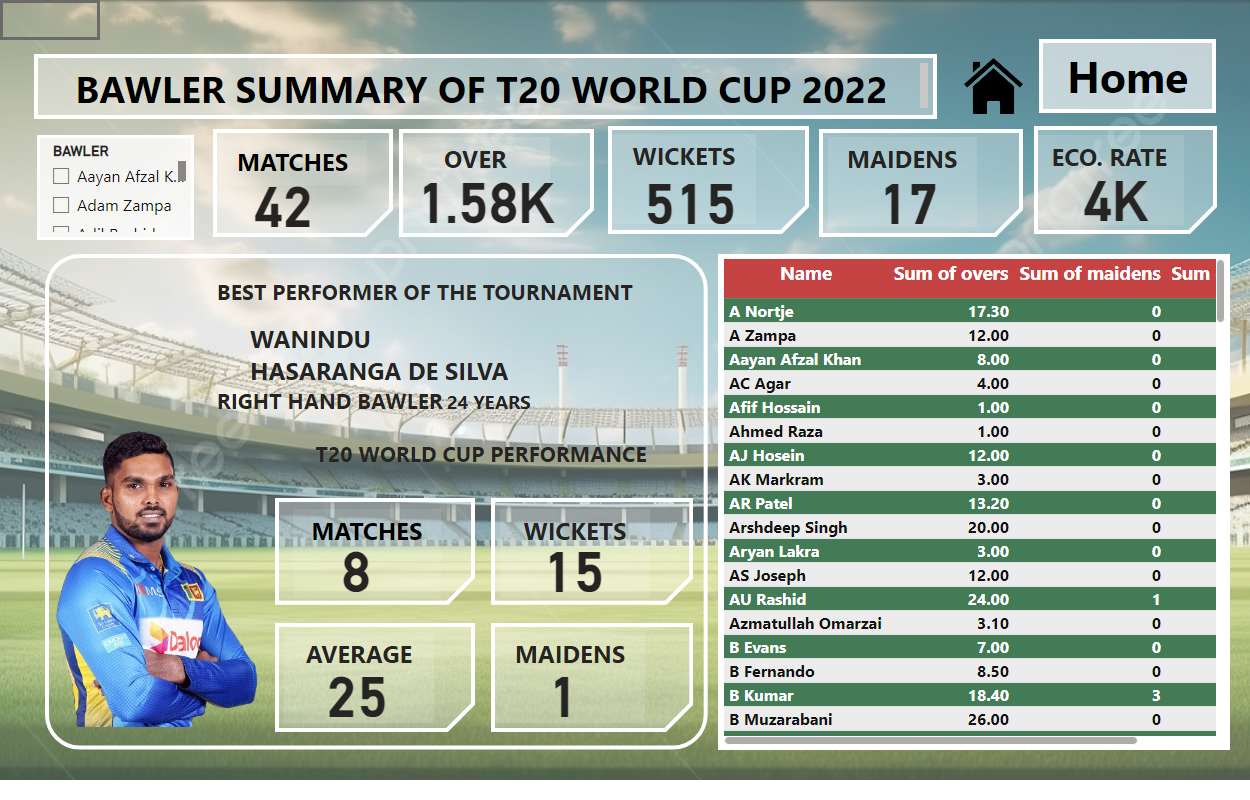 BAWLER SUMMARY OF T20 WORLD CUP 2022
Home
BAWLER
Aayan Afzal K...
Adam Zampa
MATCHES
42
OVER
1.58K
WICKETS
515
MAIDENS
17
ECO. RATE
4K
BEST PERFORMER OF THE TOURNAMENT
WANINDU
HASARANGA DE SILVA
RIGHT HAND BAWLER 24 YEARS
T20 WORLD CUP PERFORMANCE
MATCHES
8
WICKETS
15
AVERAGE
25
MAIDENS
1
Name Sum of overs Sum of maidens Sum
A Nortje 17.30 0
A Zampa 12.00 0
Aayan Afzal Khan 8.00 0
AC Agar 4.00 0
Afif Hossain 1.00 0
Ahmed Raza 1.00 0
AJ Hosein 12.00 0
AK Markram 3.00 0
AR Patel 13.20 0
Arshdeep Singh 20.00 0
Aryan Lakra 3.00 0
AS Joseph 12.00 0
AU Rashid 24.00 1
Azmatullah Omarzai 3.10 0
B Evans 7.00 0
B Fernando 8.50 0
B Kumar 18.40 3
B Muzarabani 26.00 0